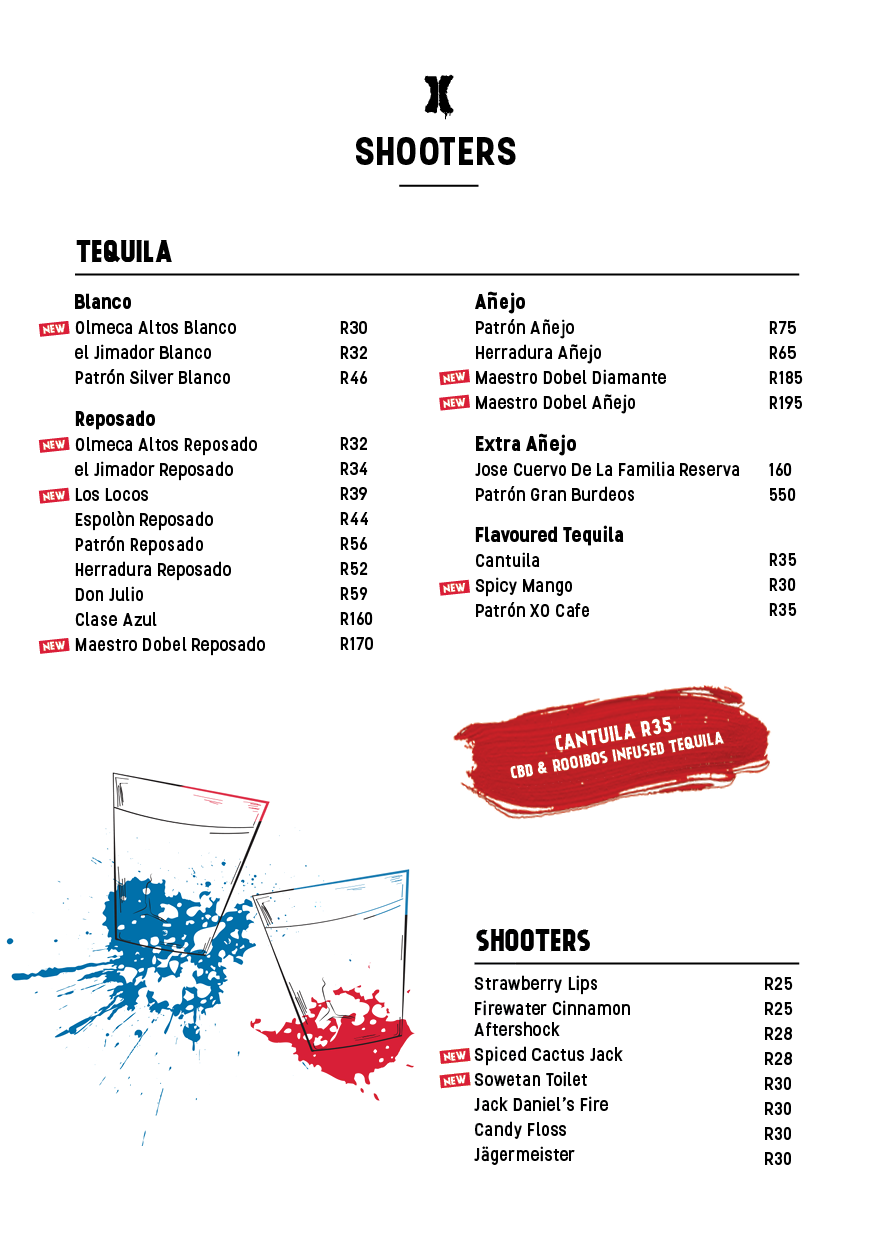 SHOOTERS
TEQUILA
Blanco
NEW Olmeca Altos Blanco R30
el Jimador Blanco R32
Patrón Silver Blanco R46
Reposado
NEW Olmeca Altos Reposado R32
el Jimador Reposado R34
NEW Los Locos R39
Espolòn Reposado R44
Patrón Reposado R56
Herradura Reposado R52
Don Julio R59
Clase Azul R160
NEW Maestro Dobel Reposado R170
Añejo
Patrón Añejo R75
Herradura Añejo R65
NEW Maestro Dobel Diamante R185
NEW Maestro Dobel Añejo R195
Extra Añejo
Jose Cuervo De La Familia Reserva 160
Patrón Gran Burdeos 550
Flavoured Tequila
Cantuila R35
NEW Spicy Mango R30
Patrón XO Cafe R35
CANTUILA R35
CBD & ROOIBOS INFUSED TEQUILA
SHOOTERS
Strawberry Lips R25
Firewater Cinnamon R25
Aftershock R28
NEW Spiced Cactus Jack R28
NEW Sowetan Toilet R30
Jack Daniel's Fire R30
Candy Floss R30
Jägermeister R30